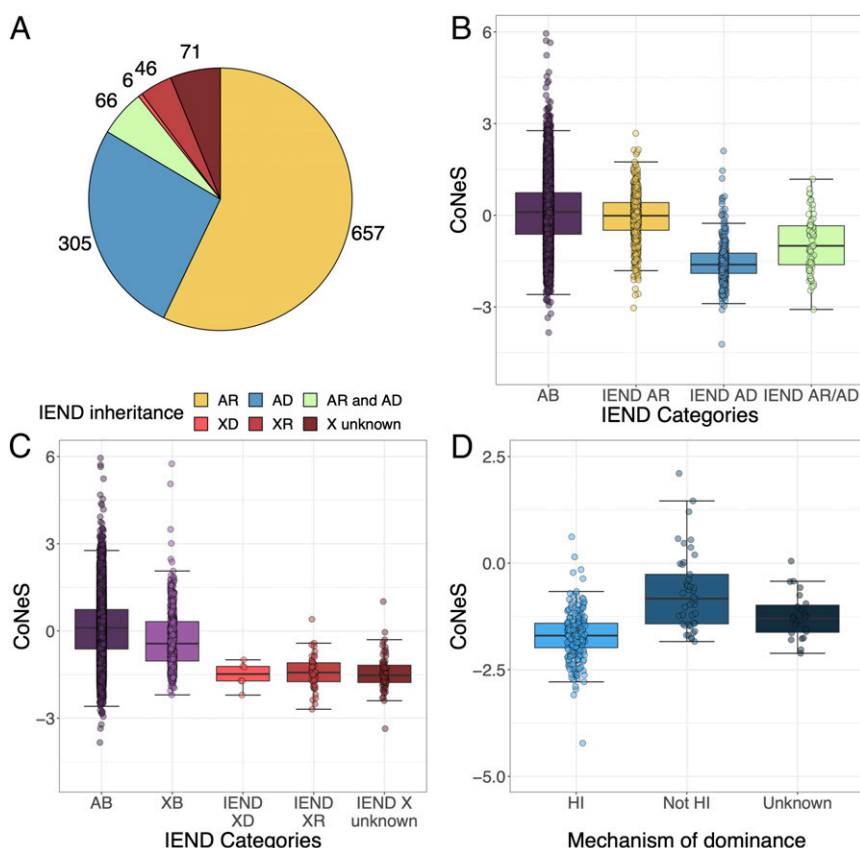 A
71
46
6
66
305
657
IEND inheritance
AR
AD
AR and AD
XD
XR
X unknown
B
CoNeS
6
3
0
−3
AB
IEND AR
IEND AD
IEND AR/AD
IEND Categories
C
CoNeS
6
3
0
−3
AB
XB
IEND
XD
IEND
XR
IEND X
unknown
IEND Categories
D
CoNeS
2.5
0.0
−2.5
−5.0
HI
Not HI
Unknown
Mechanism of dominance